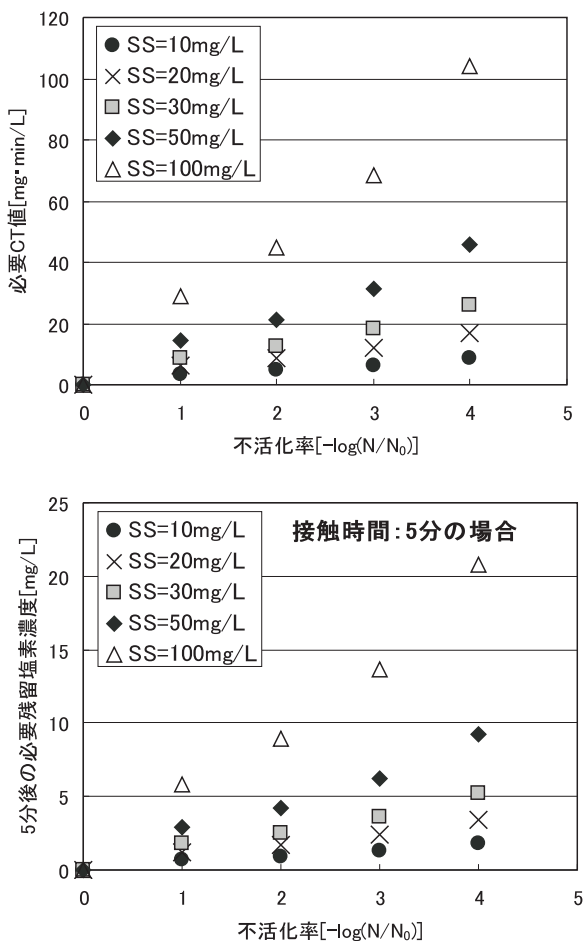 必要CT値[mg・min/L]
120
100
80
60
40
20
0
●SS=10mg/L
×SS=20mg/L
■SS=30mg/L
◆SS=50mg/L
△SS=100mg/L
0 1 2 3 4 5
不活化率[-log(N/N₀)]
5分後の必要残留塩素濃度[mg/L]
25
20
15
10
5
0
●SS=10mg/L
×SS=20mg/L
■SS=30mg/L
◆SS=50mg/L
△SS=100mg/L
接触時間:5分の場合
0 1 2 3 4 5
不活化率[-log(N/N₀)]